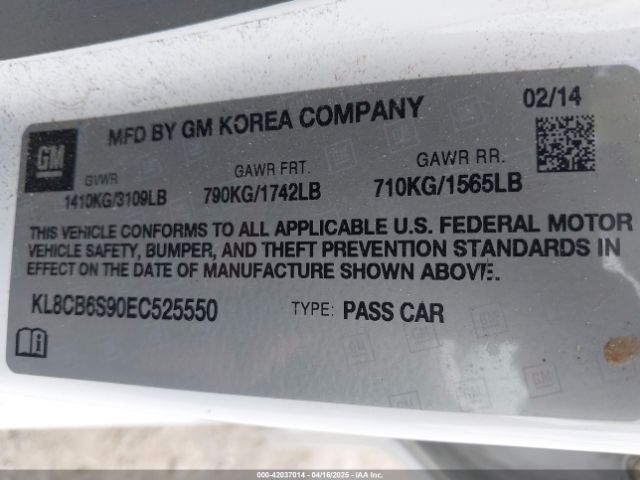 GM
MFD BY GM KOREA COMPANY
02/14
GVWR
GAWR FRT.
GAWR RR.
1410KG/3109LB
790KG/1742LB
710KG/1565LB
THIS VEHICLE CONFORMS TO ALL APPLICABLE U.S. FEDERAL MOTOR
VEHICLE SAFETY, BUMPER, AND THEFT PREVENTION STANDARDS IN
EFFECT ON THE DATE OF MANUFACTURE SHOWN ABOVE.
KL8CB6S90EC525550
TYPE: PASS CAR
000-42037014 - 04/16/2025 - IAAI.COM